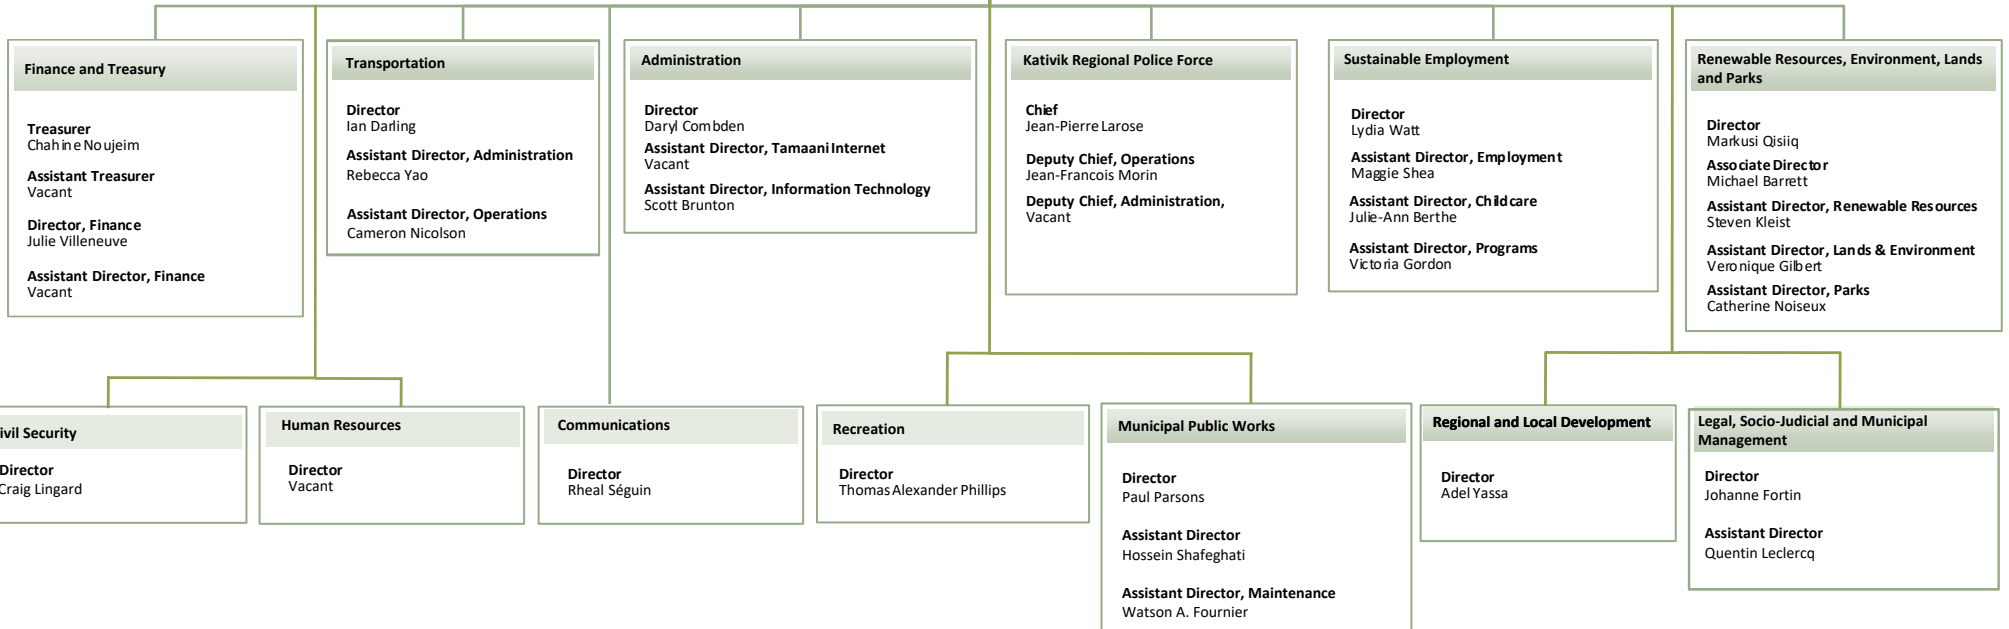 Finance and Treasury
Treasurer
Chahine Noujeim
Assistant Treasurer
Vacant
Director, Finance
Julie Villeneuve
Assistant Director, Finance
Vacant
Transportation
Director
Ian Darling
Assistant Director, Administration
Rebecca Yao
Assistant Director, Operations
Cameron Nicolson
Administration
Director
Daryl Combden
Assistant Director, Tamaani Internet
Vacant
Assistant Director, Information Technology
Scott Brunton
Kativik Regional Police Force
Chief
Jean-Pierre Larose
Deputy Chief, Operations
Jean-Francois Morin
Deputy Chief, Administration,
Vacant
Sustainable Employment
Director
Lydia Watt
Assistant Director, Employment
Maggie Shea
Assistant Director, Childcare
Julie-Ann Berthe
Assistant Director, Programs
Victoria Gordon
Renewable Resources, Environment, Lands
and Parks
Director
Markusi Qisiiq
Associate Director
Michael Barrett
Assistant Director, Renewable Resources
Steven Kleist
Assistant Director, Lands & Environment
Veronique Gilbert
Assistant Director, Parks
Catherine Noiseux
ivil Security
Director
Craig Lingard
Human Resources
Director
Vacant
Communications
Director
Rheal Séguin
Recreation
Director
Thomas Alexander Phillips
Municipal Public Works
Director
Paul Parsons
Assistant Director
Hossein Shafeghati
Assistant Director, Maintenance
Watson A. Fournier
Regional and Local Development
Director
Adel Yassa
Legal, Socio-Judicial and Municipal
Management
Director
Johanne Fortin
Assistant Director
Quentin Leclercq